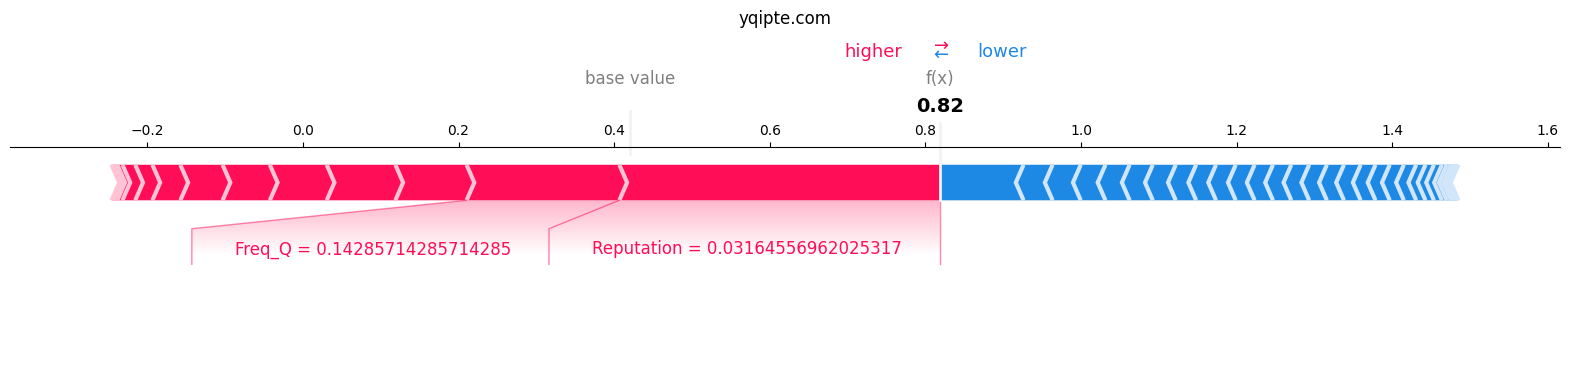 yqipte.com
higher ⇄ lower
base value f(x)
0.82
−0.2 0.0 0.2 0.4 0.6 0.8 1.0 1.2 1.4 1.6
Freq_Q = 0.14285714285714285 Reputation = 0.03164556962025317